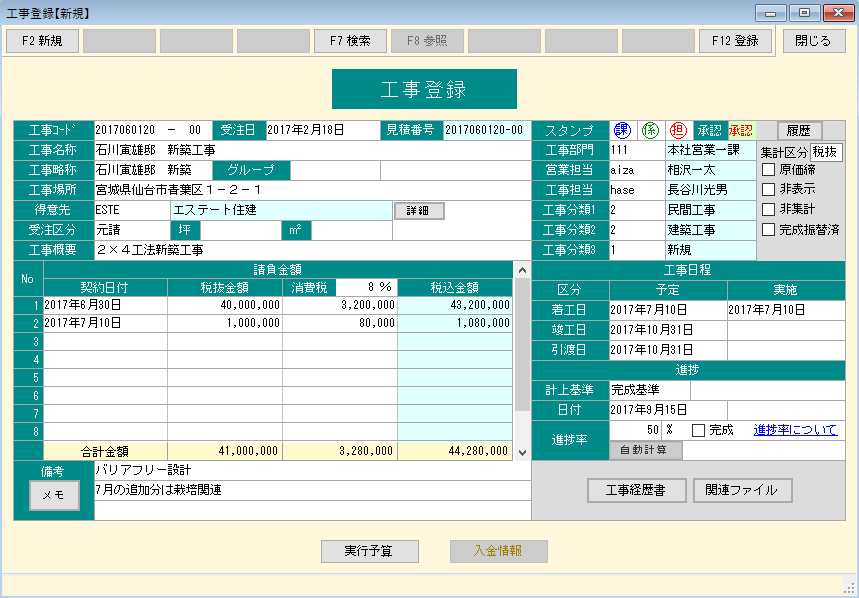 工事登録【新規】
F2 新規 F7 検索 F8 参照 F12 登録 閉じる
工事登録
工事ｺｰﾄﾞ 2017060120 － 00 受注日 2017年2月18日 見積番号 2017060120-00
工事名称 石川寅雄邸 新築工事
工事略称 石川寅雄邸 新築 グループ
工事場所 宮城県仙台市青葉区１－２－１
得意先 ESTE エステート住建 詳細
受注区分 元請 坪 ㎡
工事概要 ２×４工法新築工事
スタンプ 課 係 担 承認 承認 履歴
工事部門 111 本社営業一課 集計区分 税抜
営業担当 aiza 相沢一太 原価締
工事担当 hase 長谷川光男 非表示
工事分類1 2 民間工事 非集計
工事分類2 2 建築工事 完成振替済
工事分類3 1 新規
No 請負金額
契約日付 税抜金額 消費税 8 % 税込金額
1 2017年6月30日 40,000,000 3,200,000 43,200,000
2 2017年7月10日 1,000,000 80,000 1,080,000
3
4
5
6
7
8
合計金額 41,000,000 3,280,000 44,280,000
備考 バリアフリー設計
メモ 7月の追加分は栽培関連
工事日程
区分 予定 実施
着工日 2017年7月10日 2017年7月10日
竣工日 2017年10月31日
引渡日 2017年10月31日
進捗
計上基準 完成基準
日付 2017年9月15日
進捗率 50 % 完成 進捗率について
自動計算
工事経歴書 関連ファイル
実行予算 入金情報